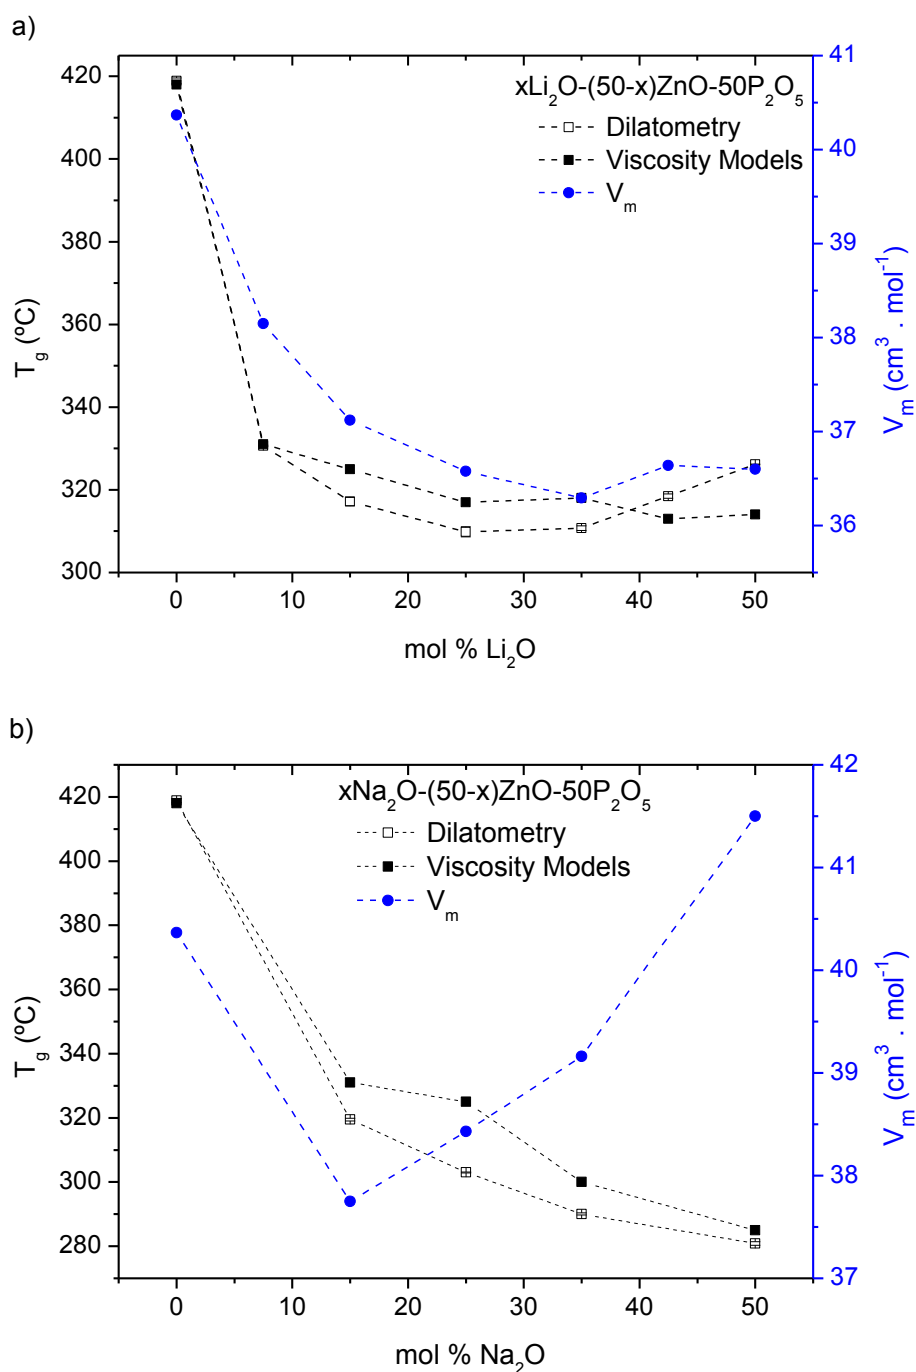 a)
xLi₂O-(50-x)ZnO-50P₂O₅
Dilatometry
Viscosity Models
Vₘ
420
400
380
360
340
320
300
T_g (ºC)
41
40
39
38
37
36
Vₘ (cm³ . mol⁻¹)
0 10 20 30 40 50
mol % Li₂O
b)
xNa₂O-(50-x)ZnO-50P₂O₅
Dilatometry
Viscosity Models
Vₘ
420
400
380
360
340
320
300
280
T_g (ºC)
42
41
40
39
38
37
Vₘ (cm³ . mol⁻¹)
0 10 20 30 40 50
mol % Na₂O